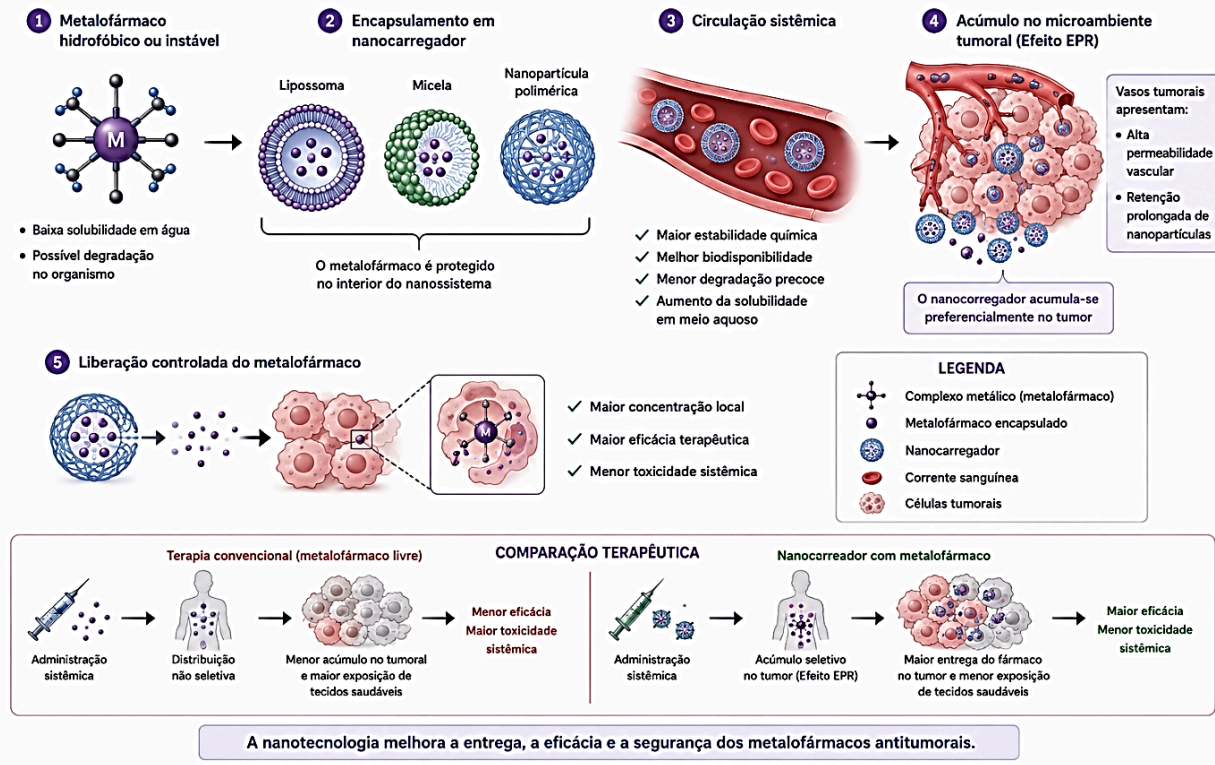 1 Metalofármaco
hidrofóbico ou instável
M
• Baixa solubilidade em água
• Possível degradação
no organismo
2 Encapsulamento em
nanocarregador
Lipossoma
Micela
Nanopartícula
polimérica
O metalofármaco é protegido
no interior do nanossistema
3 Circulação sistêmica
✓ Maior estabilidade química
✓ Melhor biodisponibilidade
✓ Menor degradação precoce
✓ Aumento da solubilidade
em meio aquoso
4 Acúmulo no microambiente
tumoral (Efeito EPR)
Vasos tumorais
apresentam:
• Alta
permeabilidade
vascular
• Retenção
prolongada de
nanopartículas
O nanocorregador acumula-se
preferencialmente no tumor
5 Liberação controlada do metalofármaco
M
✓ Maior concentração local
✓ Maior eficácia terapêutica
✓ Menor toxicidade sistêmica
LEGENDA
Complexo metálico (metalofármaco)
Metalofármaco encapsulado
Nanocarregador
Corrente sanguínea
Células tumorais
COMPARAÇÃO TERAPÊUTICA
Terapia convencional (metalofármaco livre)
Administração
sistêmica
Distribuição
não seletiva
Menor acúmulo no tumoral
e maior exposição de
tecidos saudáveis
Menor eficácia
Maior toxicidade
sistêmica
Nanocarreador com metalofármaco
Administração
sistêmica
Acúmulo seletivo
no tumor (Efeito EPR)
Maior entrega do fármaco
no tumor e menor exposição
de tecidos saudáveis
Maior eficácia
Menor toxicidade
sistêmica
A nanotecnologia melhora a entrega, a eficácia e a segurança dos metalofármacos antitumorais.